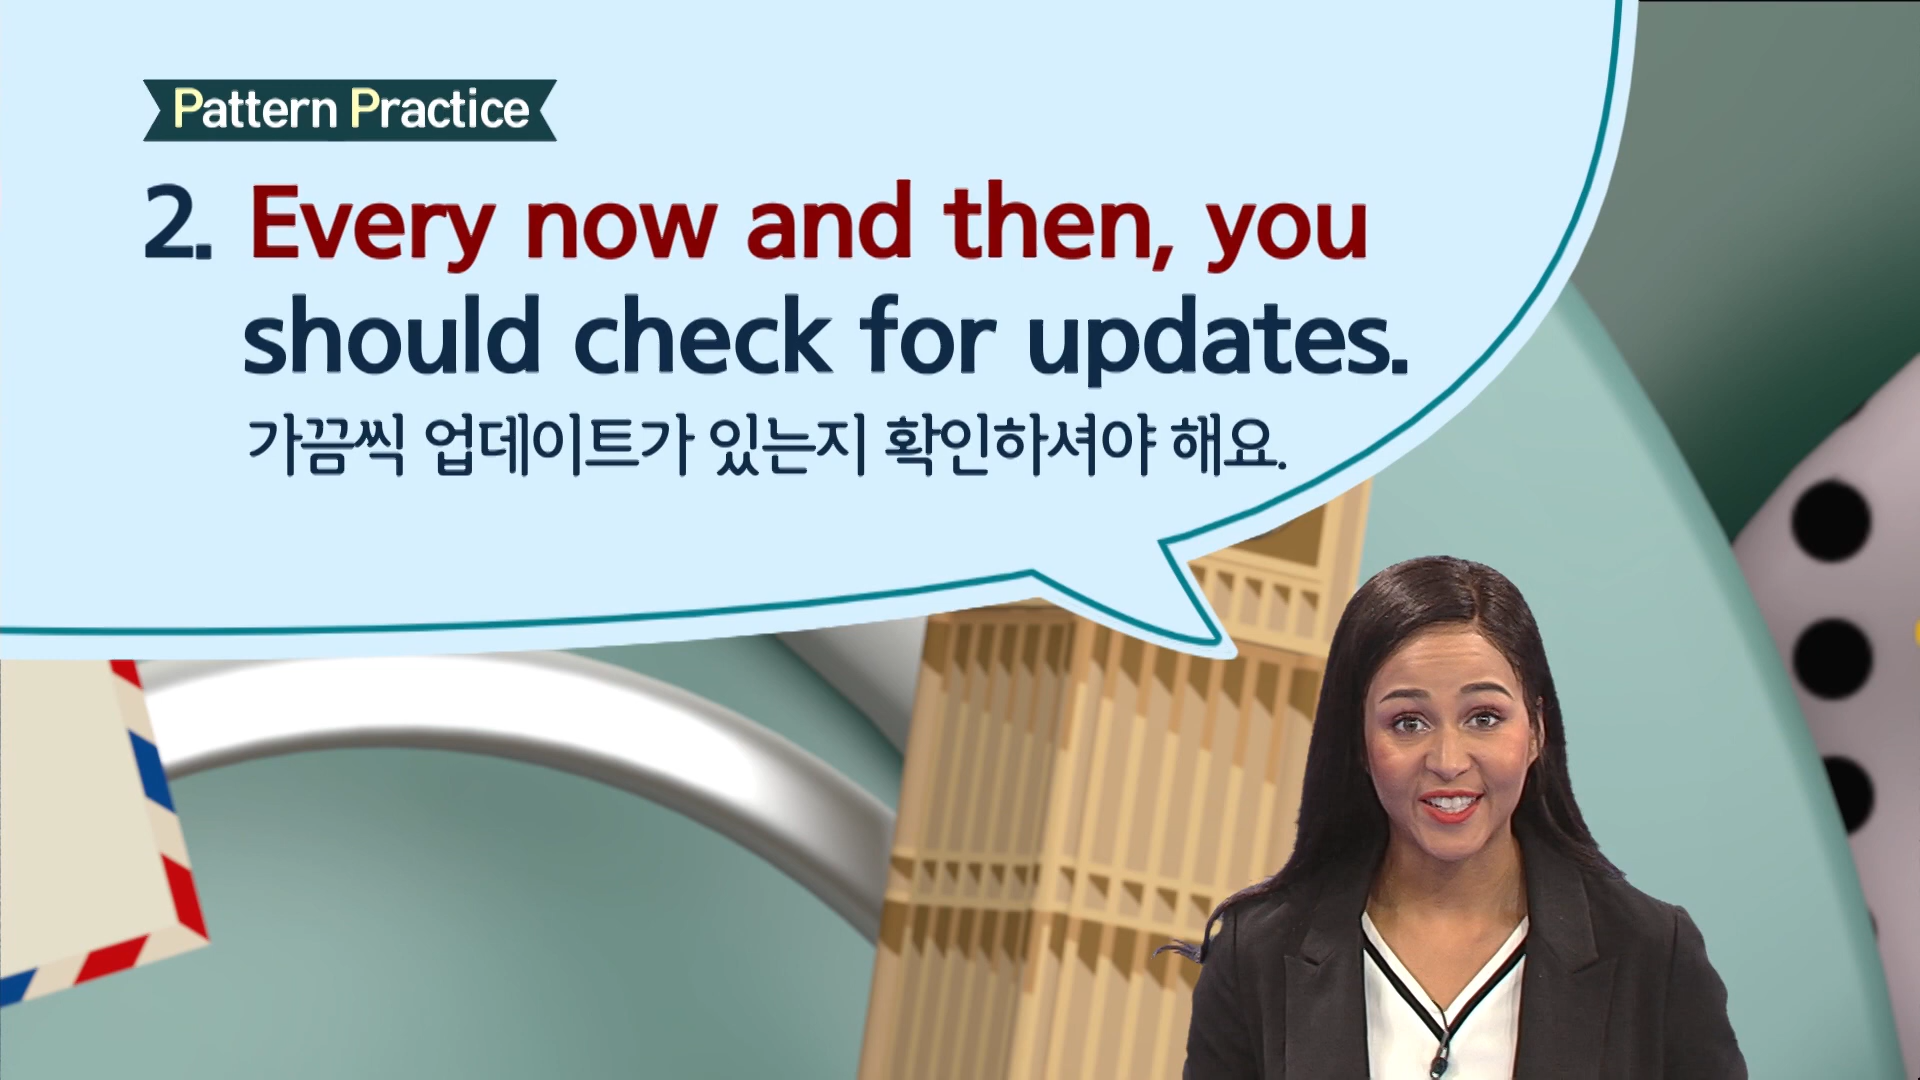 Pattern Practice
2. Every now and then, you
should check for updates.
가끔씩 업데이트가 있는지 확인하셔야 해요.